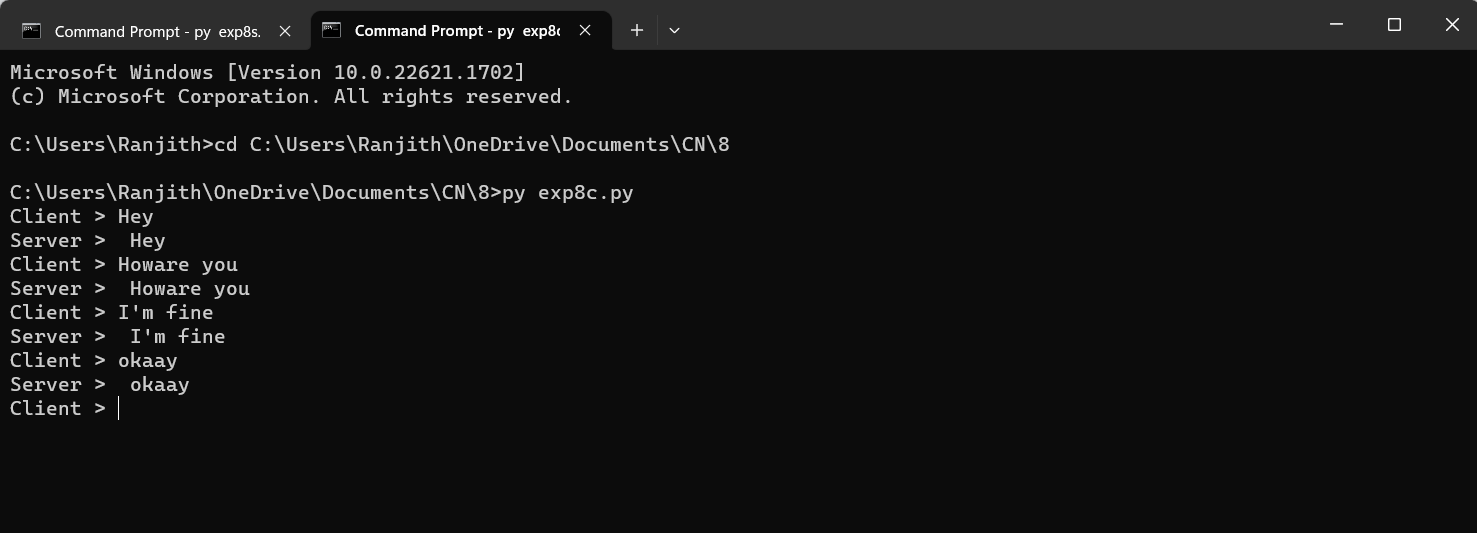 Command Prompt - py  exp8s.
Command Prompt - py  exp8c
Microsoft Windows [Version 10.0.22621.1702]
(c) Microsoft Corporation. All rights reserved.
C:\Users\Ranjith>cd C:\Users\Ranjith\OneDrive\Documents\CN\8
C:\Users\Ranjith\OneDrive\Documents\CN\8>py exp8c.py
Client > Hey
Server >  Hey
Client > Howare you
Server >  Howare you
Client > I'm fine
Server >  I'm fine
Client > okaay
Server >  okaay
Client >